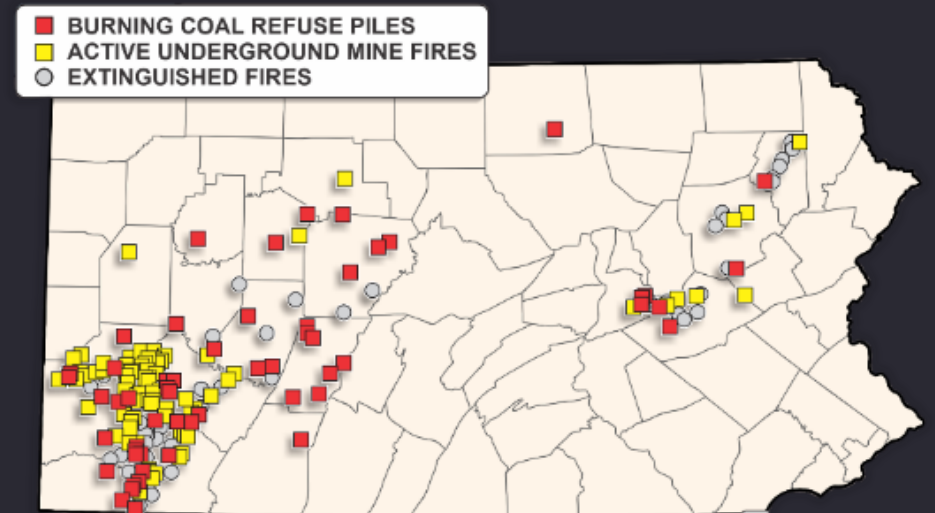 BURNING COAL REFUSE PILES
ACTIVE UNDERGROUND MINE FIRES
EXTINGUISHED FIRES